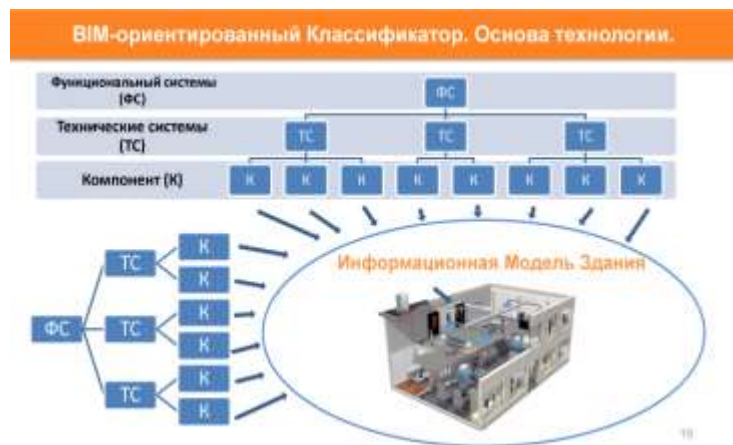 BIM-ориентированный Классификатор. Основа технологии.
Функциональный системы
(ФС)
ФС
Технические системы
(ТС)
ТС ТС ТС
Компонент (К)
К К К К К К К К
Информационная Модель Здания
ФС
ТС
ТС
ТС
К
К
К
К
К
К